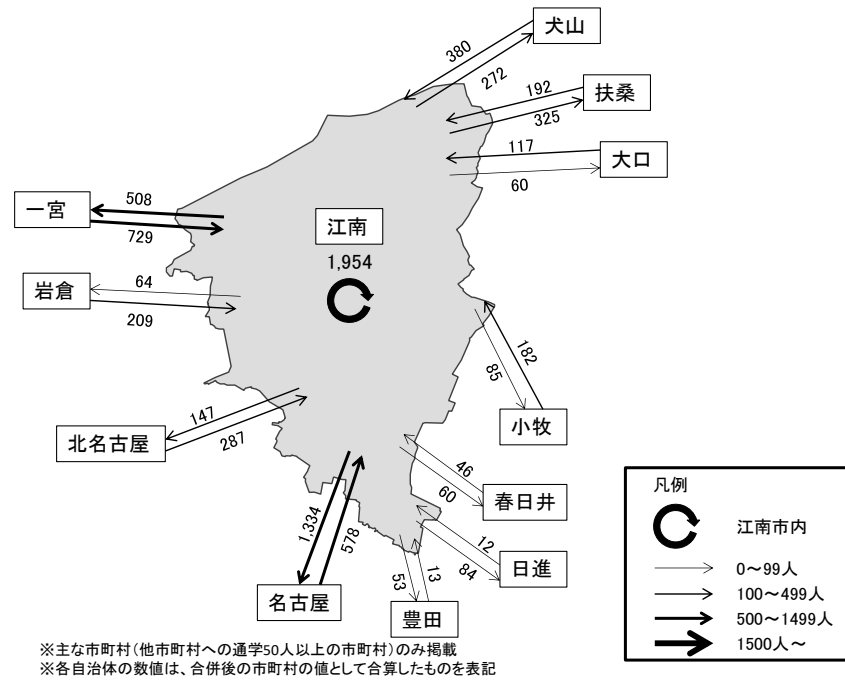 犬山
380
272
192
扶桑
325
117
大口
60
一宮
508
729
江南
1,954
岩倉
64
209
182
85
小牧
147
北名古屋
287
46
60
春日井
1,334
578
12
84
日進
名古屋
53
13
豊田
凡例
江南市内
0～99人
100～499人
500～1499人
1500人～
※主な市町村（他市町村への通学50人以上の市町村）のみ掲載
※各自治体の数値は、合併後の市町村の値として合算したものを表記